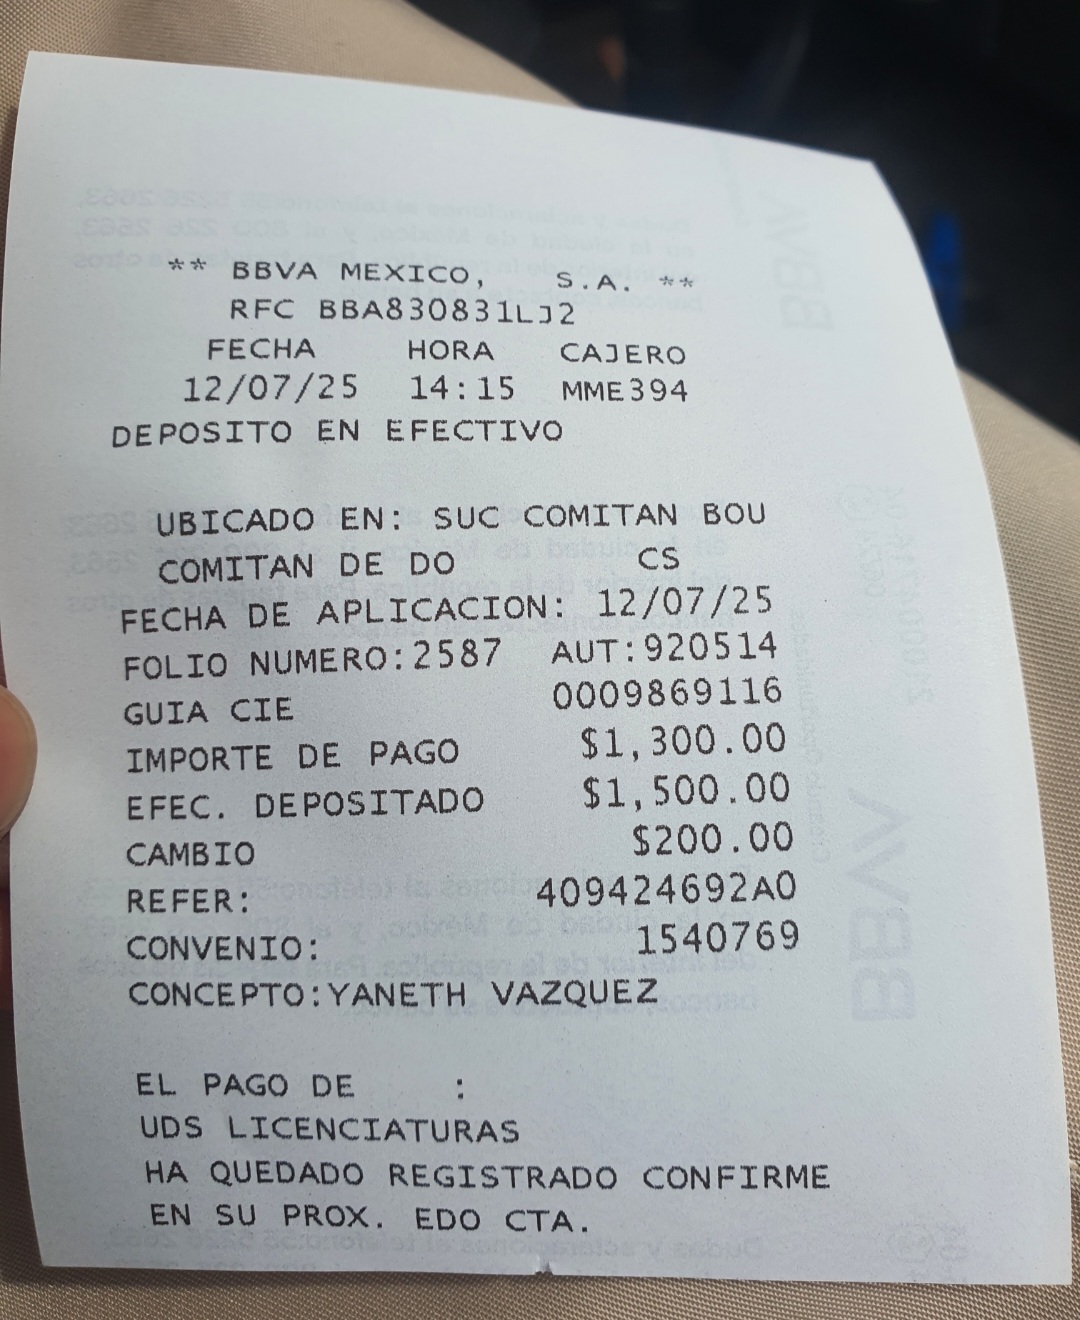 ** BBVA MEXICO, S.A. **
RFC BBA830831LJ2
FECHA HORA CAJERO
12/07/25 14:15 MME394
DEPOSITO EN EFECTIVO
UBICADO EN: SUC COMITAN BOU
COMITAN DE DO CS
FECHA DE APLICACION: 12/07/25
FOLIO NUMERO:2587 AUT:920514
GUIA CIE 0009869116
IMPORTE DE PAGO $1,300.00
EFEC. DEPOSITADO $1,500.00
CAMBIO $200.00
REFER: 409424692A0
CONVENIO: 1540769
CONCEPTO:YANETH VAZQUEZ
EL PAGO DE :
UDS LICENCIATURAS
HA QUEDADO REGISTRADO CONFIRME
EN SU PROX. EDO CTA.